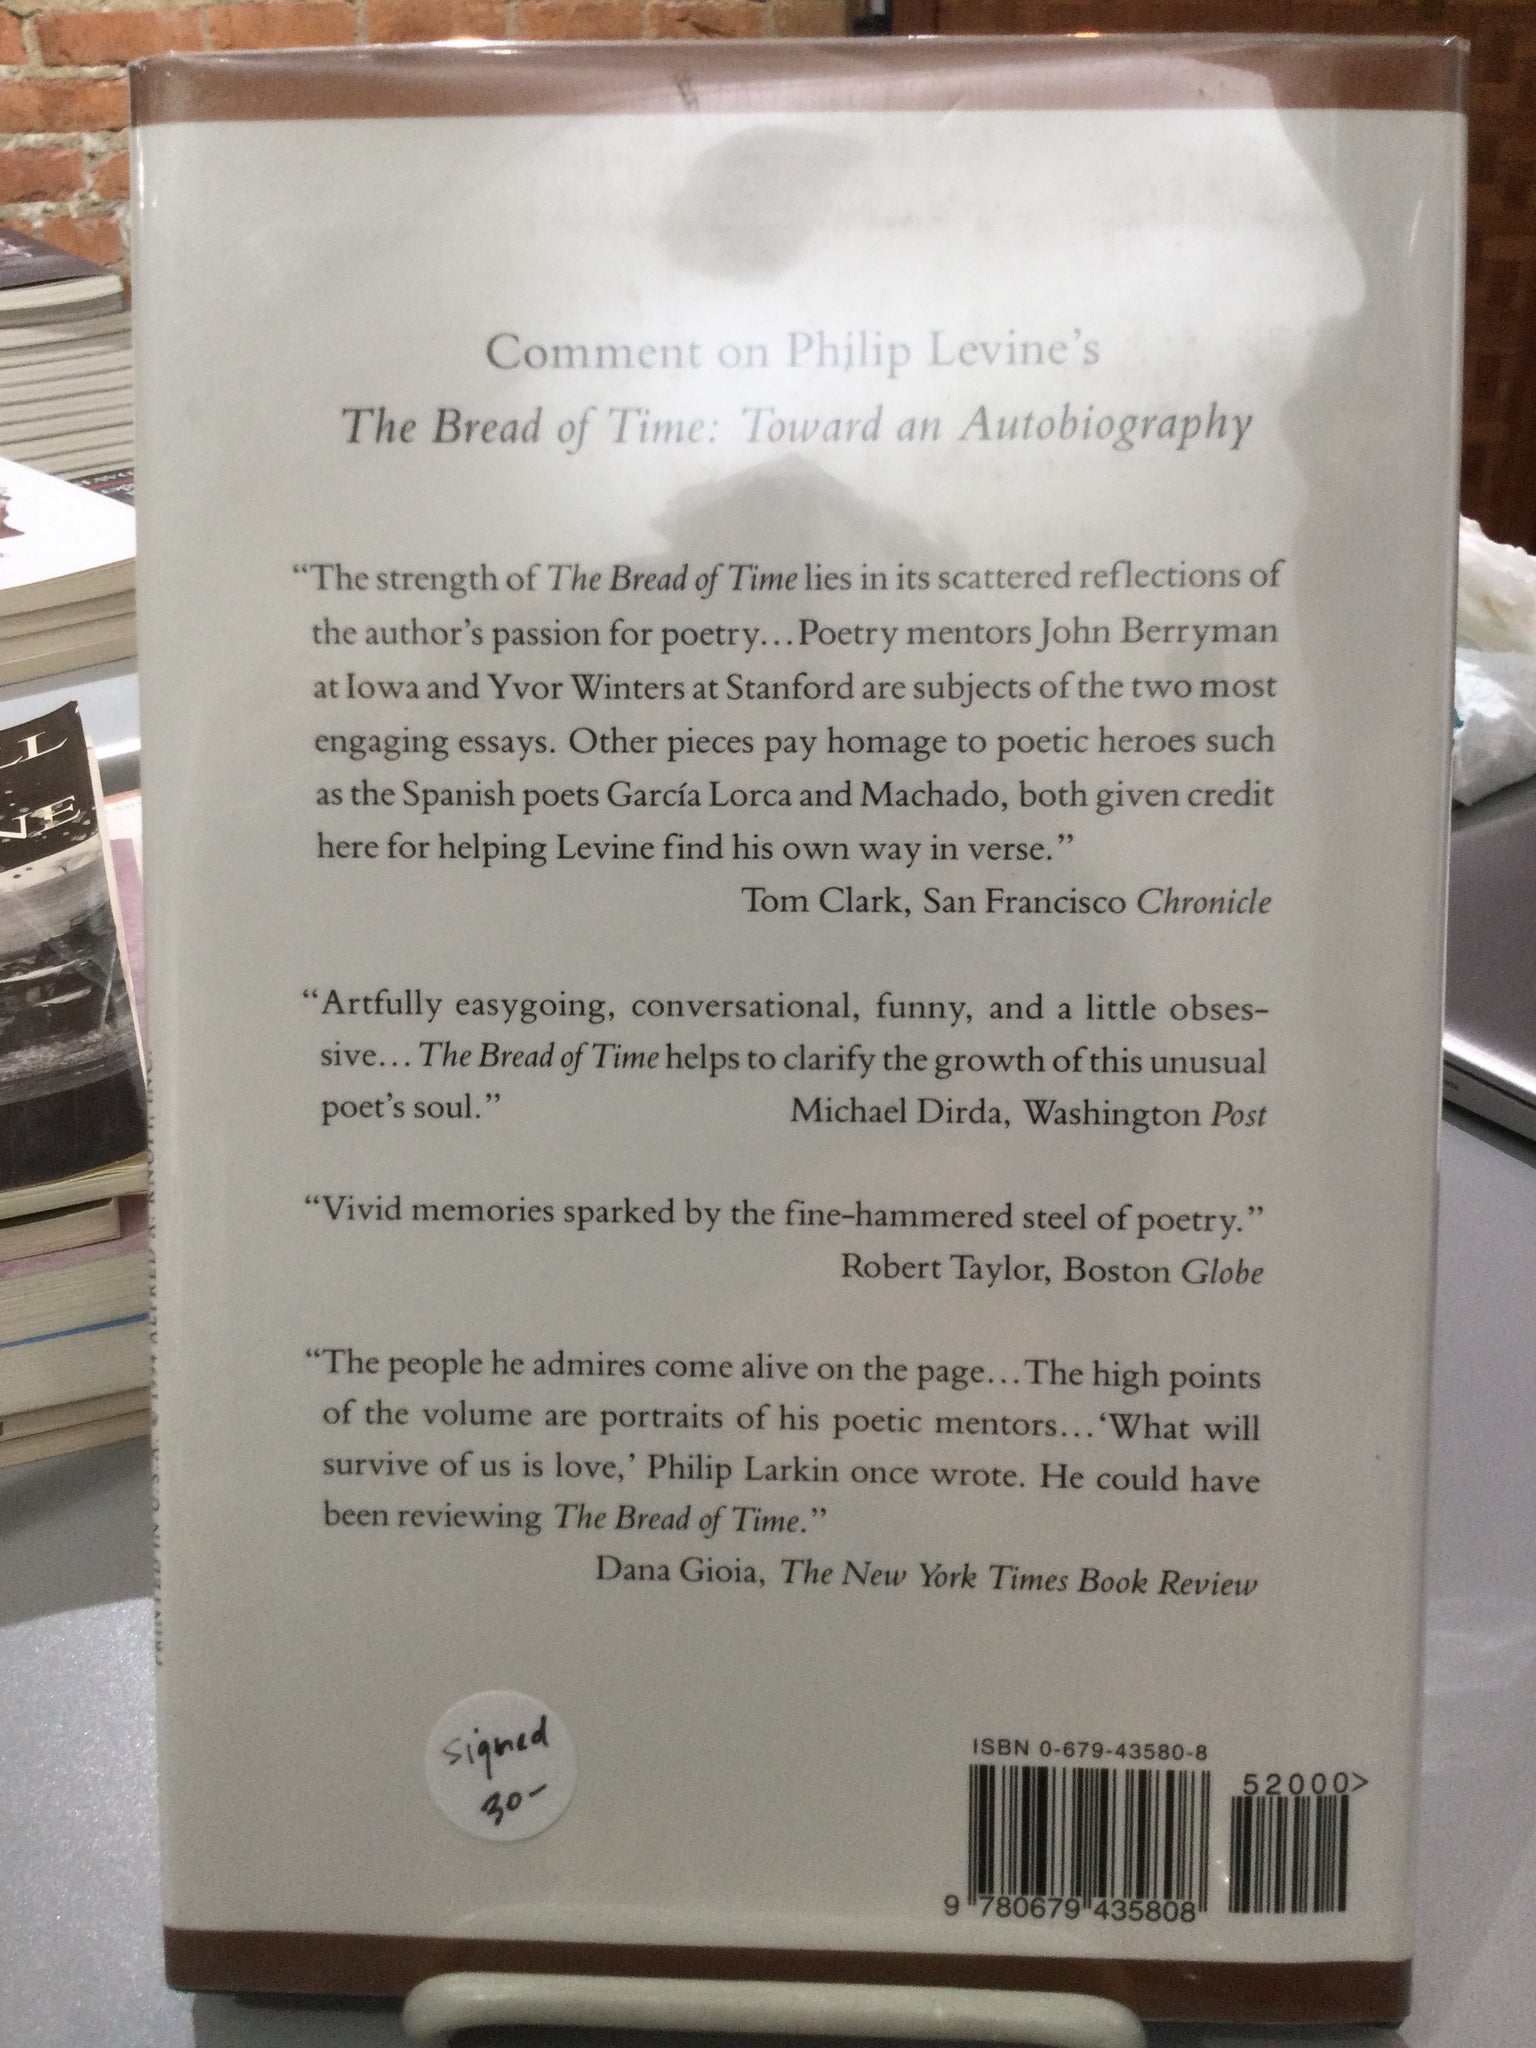 Comment on Philip Levine's
The Bread of Time: Toward an Autobiography
“The strength of The Bread of Time lies in its scattered reflections of
the author's passion for poetry...Poetry mentors John Berryman
at Iowa and Yvor Winters at Stanford are subjects of the two most
engaging essays. Other pieces pay homage to poetic heroes such
as the Spanish poets García Lorca and Machado, both given credit
here for helping Levine find his own way in verse.”
Tom Clark, San Francisco Chronicle
“Artfully easygoing, conversational, funny, and a little obses-
sive... The Bread of Time helps to clarify the growth of this unusual
poet's soul.” Michael Dirda, Washington Post
“Vivid memories sparked by the fine-hammered steel of poetry.”
Robert Taylor, Boston Globe
“The people he admires come alive on the page...The high points
of the volume are portraits of his poetic mentors...‘What will
survive of us is love,’ Philip Larkin once wrote. He could have
been reviewing The Bread of Time.”
Dana Gioia, The New York Times Book Review
signed
30-
ISBN 0-679-43580-8
52000>
9 780679 435808